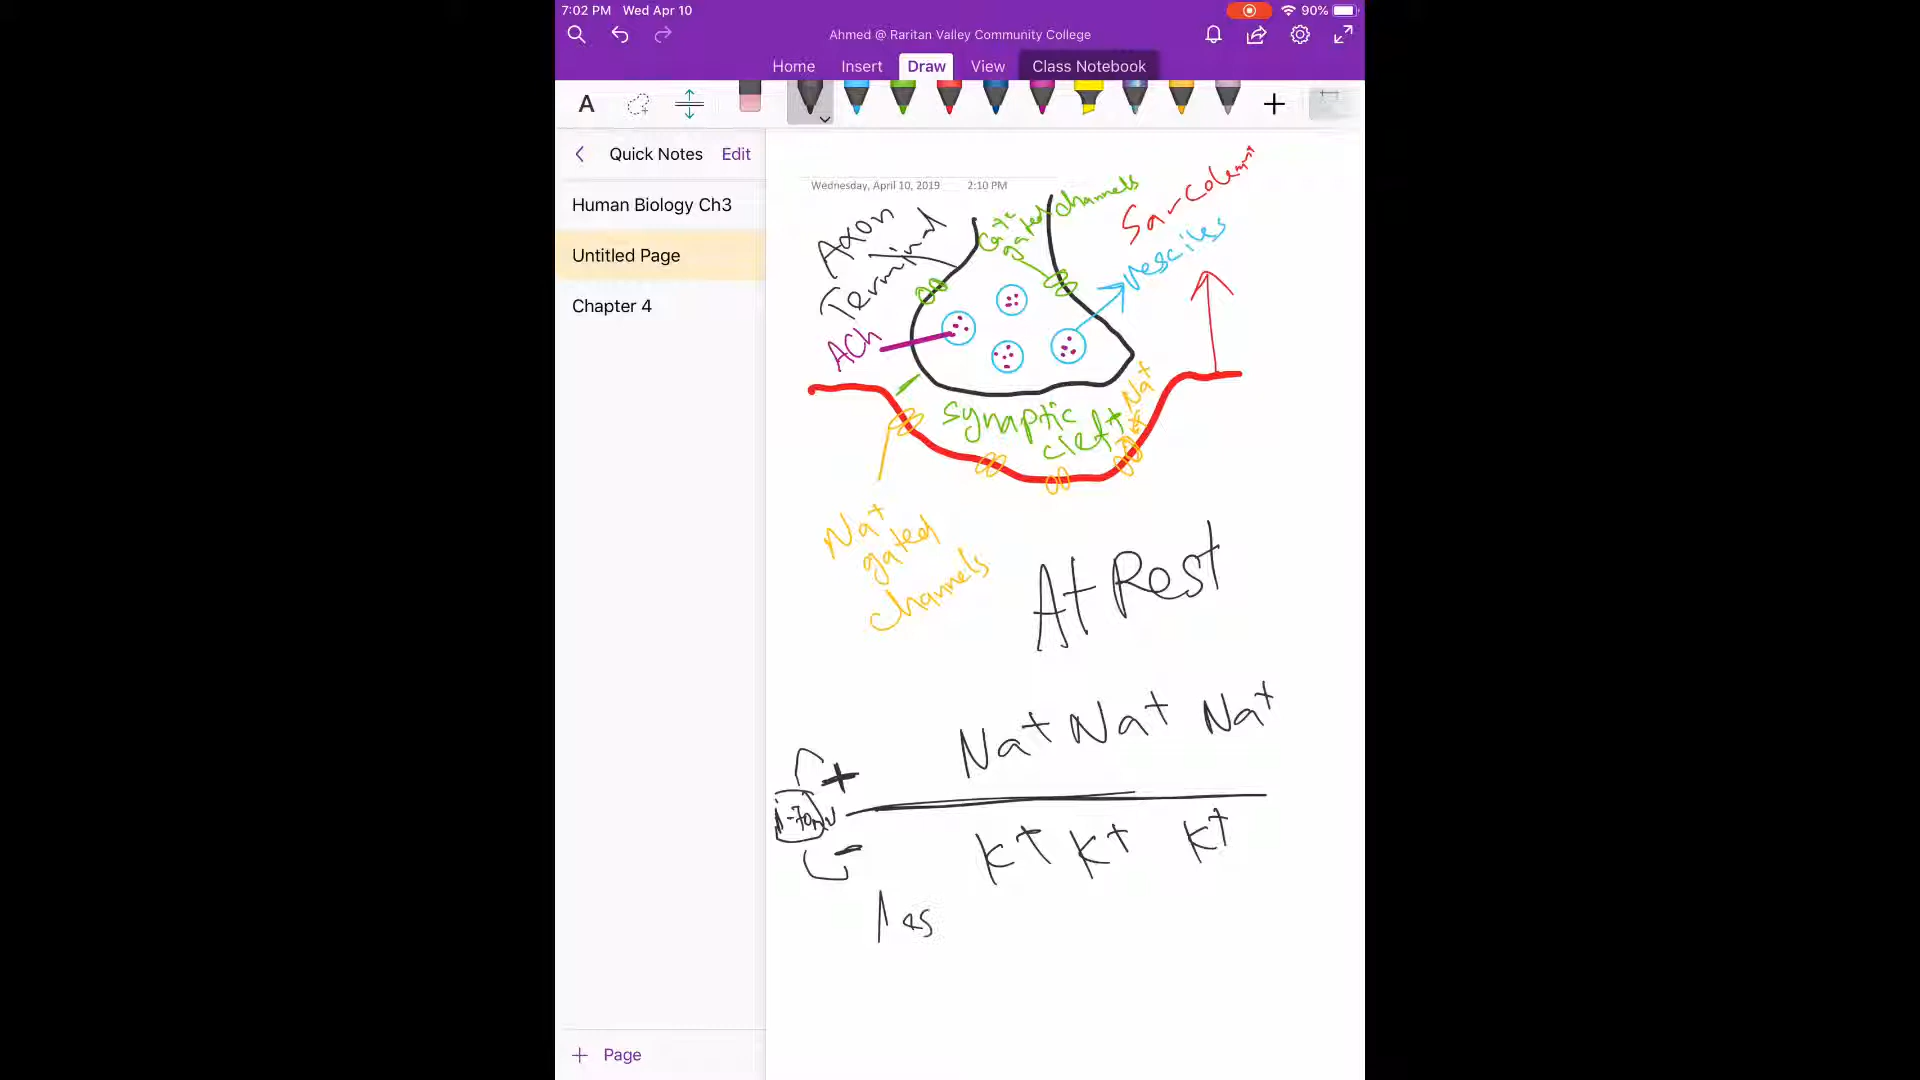 7:02 PM Wed Apr 10
90%
Ahmed @ Raritan Valley Community College
Home Insert Draw View Class Notebook
A
Quick Notes Edit
Human Biology Ch3
Untitled Page
Chapter 4
Page
Wednesday, April 10, 2019 2:10 PM
Axon
Terminal
gated channels
Vesciles
ACh
synaptic
cleft
Na+
Na+
gated
channels
At Rest
Na+ Na+ Na+
+
-70mv
-
K+ K+ K+